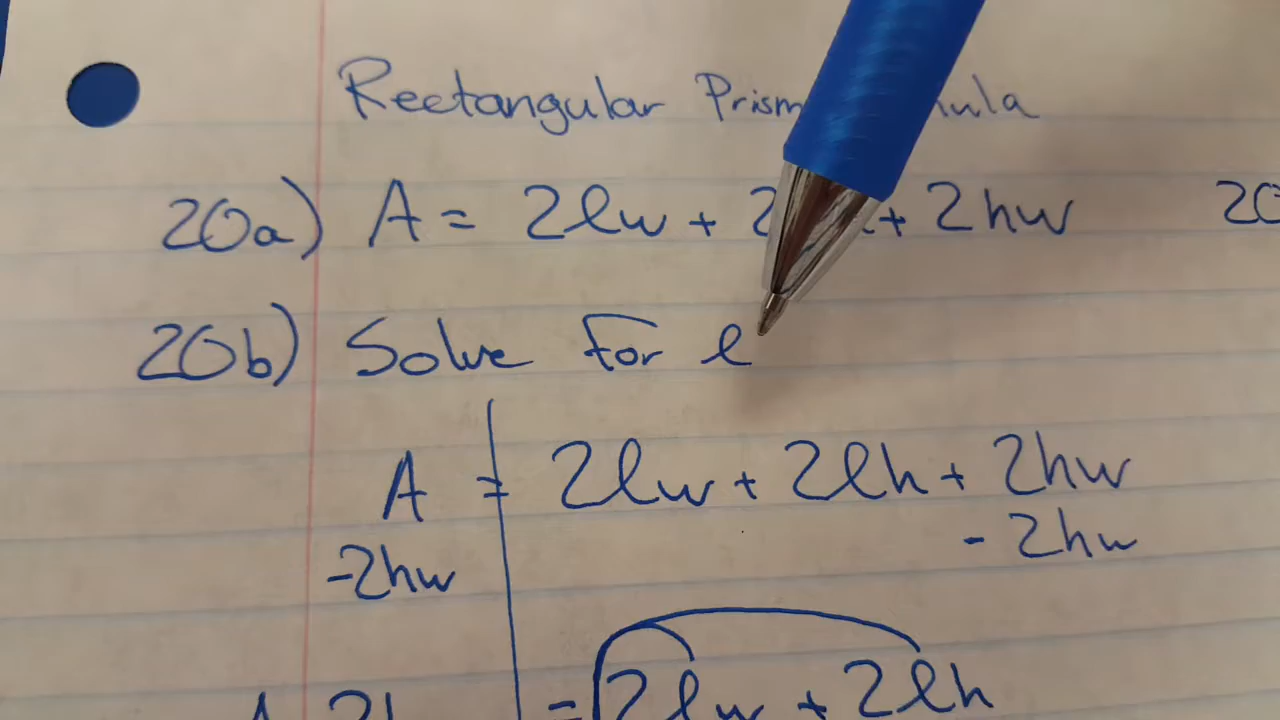 Rectangular Prism
20a) A = 2lw + 2 + 2hw
20b) Solve for l
A = 2lw + 2lh + 2hw
-2hw - 2hw
= 2lw + 2lh